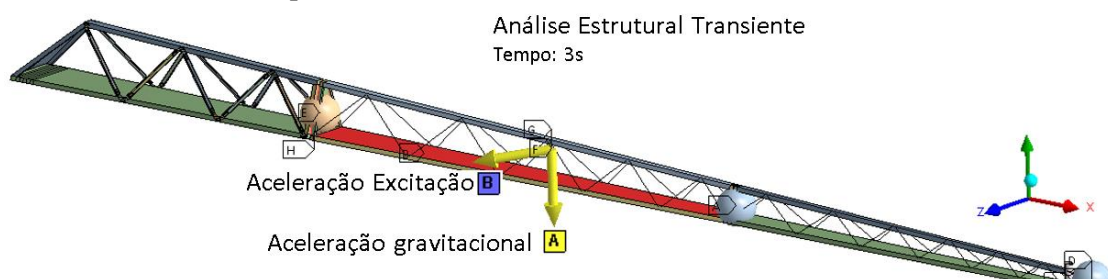 Análise Estrutural Transiente
Tempo: 3s
E
G
F
H
Aceleração Excitação B
Aceleração gravitacional A
D
Z
X